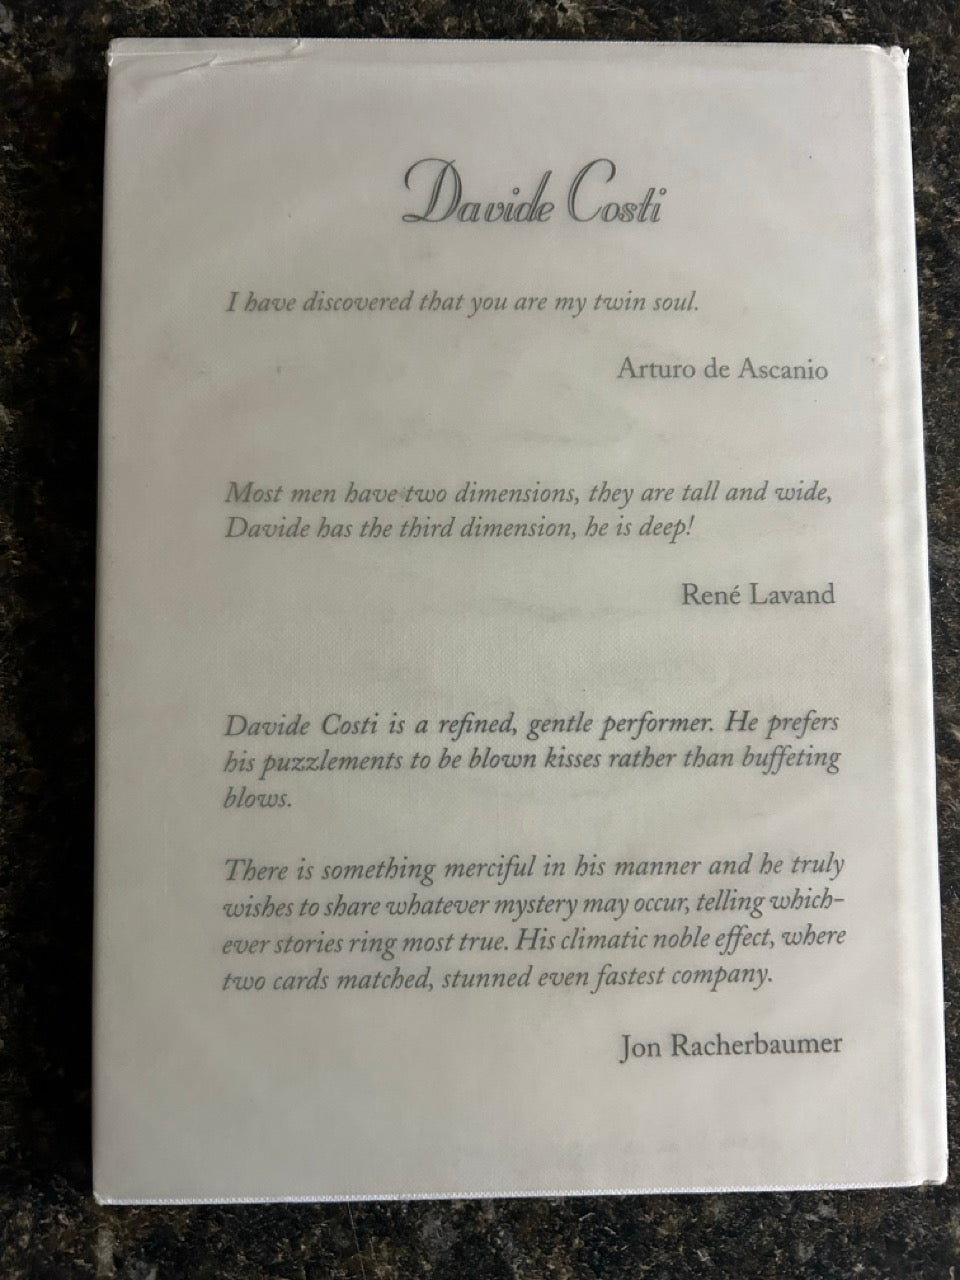 Davide Costi
I have discovered that you are my twin soul.
Arturo de Ascanio
Most men have two dimensions, they are tall and wide,
Davide has the third dimension, he is deep!
René Lavand
Davide Costi is a refined, gentle performer. He prefers
his puzzlements to be blown kisses rather than buffeting
blows.
There is something merciful in his manner and he truly
wishes to share whatever mystery may occur, telling which-
ever stories ring most true. His climatic noble effect, where
two cards matched, stunned even fastest company.
Jon Racherbaumer